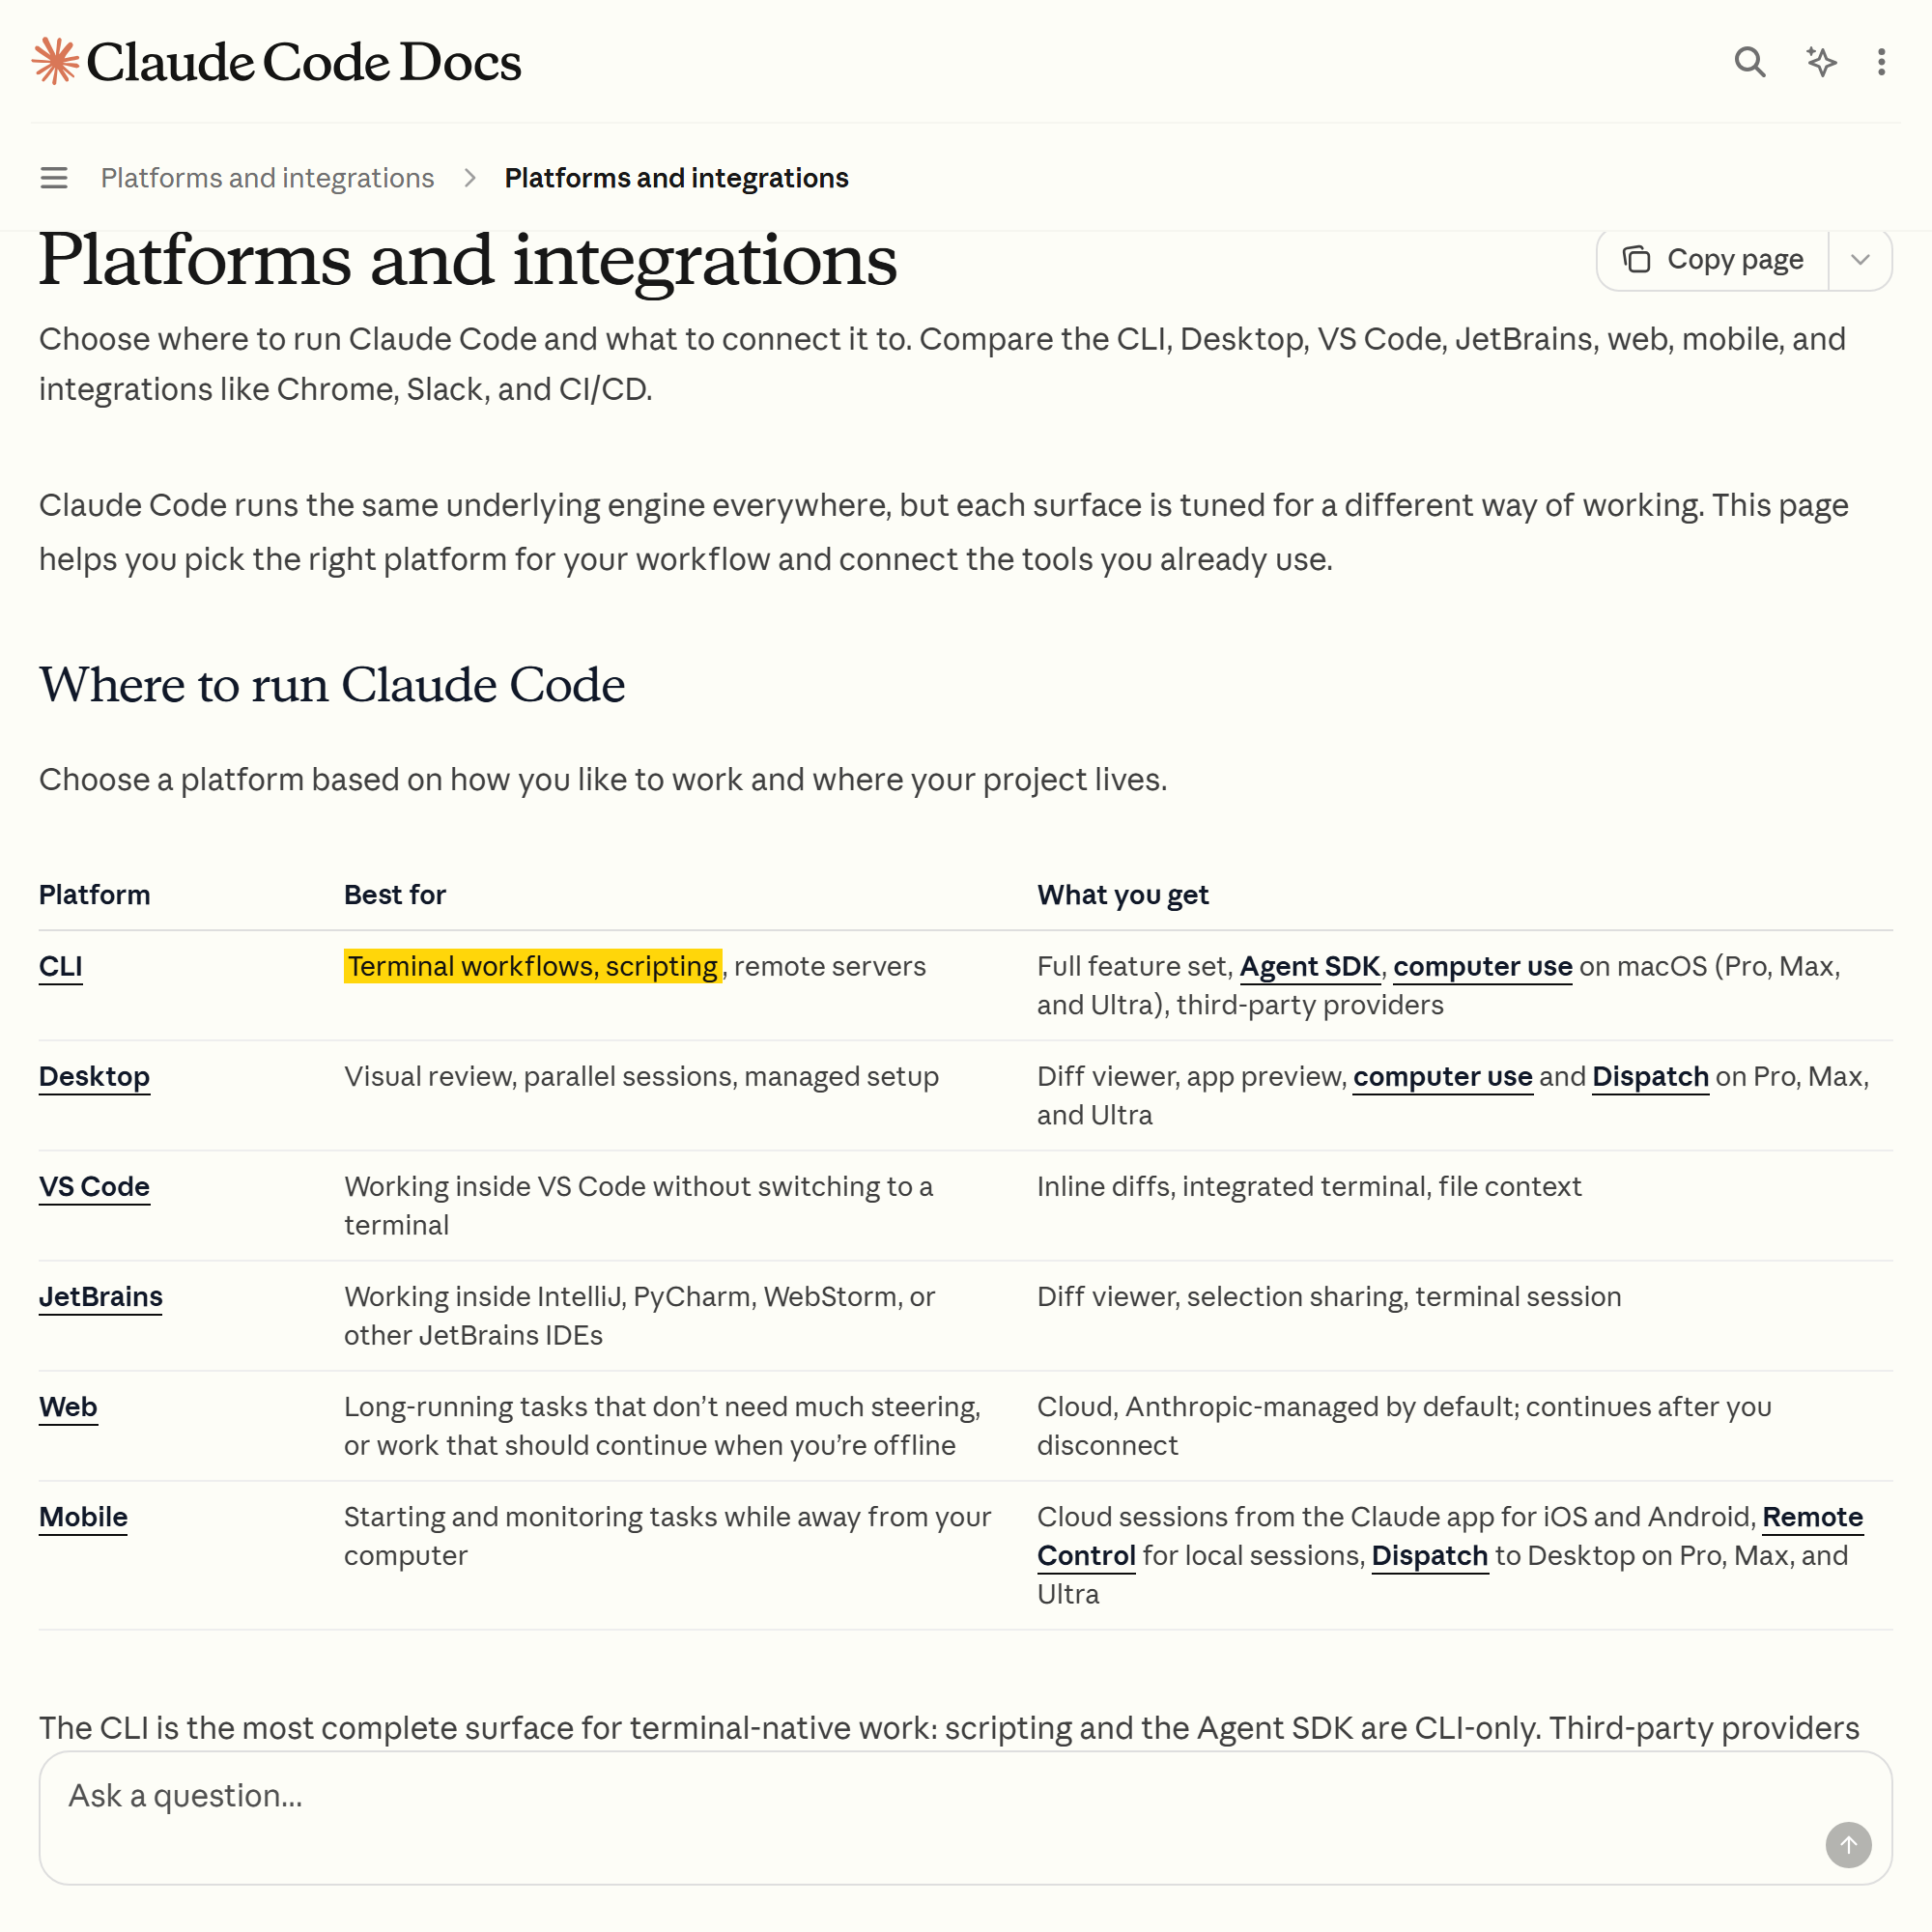 Claude Code Docs
Platforms and integrations > Platforms and integrations
Platforms and integrations
Copy page
Choose where to run Claude Code and what to connect it to. Compare the CLI, Desktop, VS Code, JetBrains, web, mobile, and
integrations like Chrome, Slack, and CI/CD.
Claude Code runs the same underlying engine everywhere, but each surface is tuned for a different way of working. This page
helps you pick the right platform for your workflow and connect the tools you already use.
Where to run Claude Code
Choose a platform based on how you like to work and where your project lives.
Platform Best for What you get
CLI Terminal workflows, scripting, remote servers Full feature set, Agent SDK, computer use on macOS (Pro, Max,
and Ultra), third-party providers
Desktop Visual review, parallel sessions, managed setup Diff viewer, app preview, computer use and Dispatch on Pro, Max,
and Ultra
VS Code Working inside VS Code without switching to a Inline diffs, integrated terminal, file context
terminal
JetBrains Working inside IntelliJ, PyCharm, WebStorm, or Diff viewer, selection sharing, terminal session
other JetBrains IDEs
Web Long-running tasks that don’t need much steering, Cloud, Anthropic-managed by default; continues after you
or work that should continue when you’re offline disconnect
Mobile Starting and monitoring tasks while away from your Cloud sessions from the Claude app for iOS and Android, Remote
computer Control for local sessions, Dispatch to Desktop on Pro, Max, and
Ultra
The CLI is the most complete surface for terminal-native work: scripting and the Agent SDK are CLI-only. Third-party providers
Ask a question...